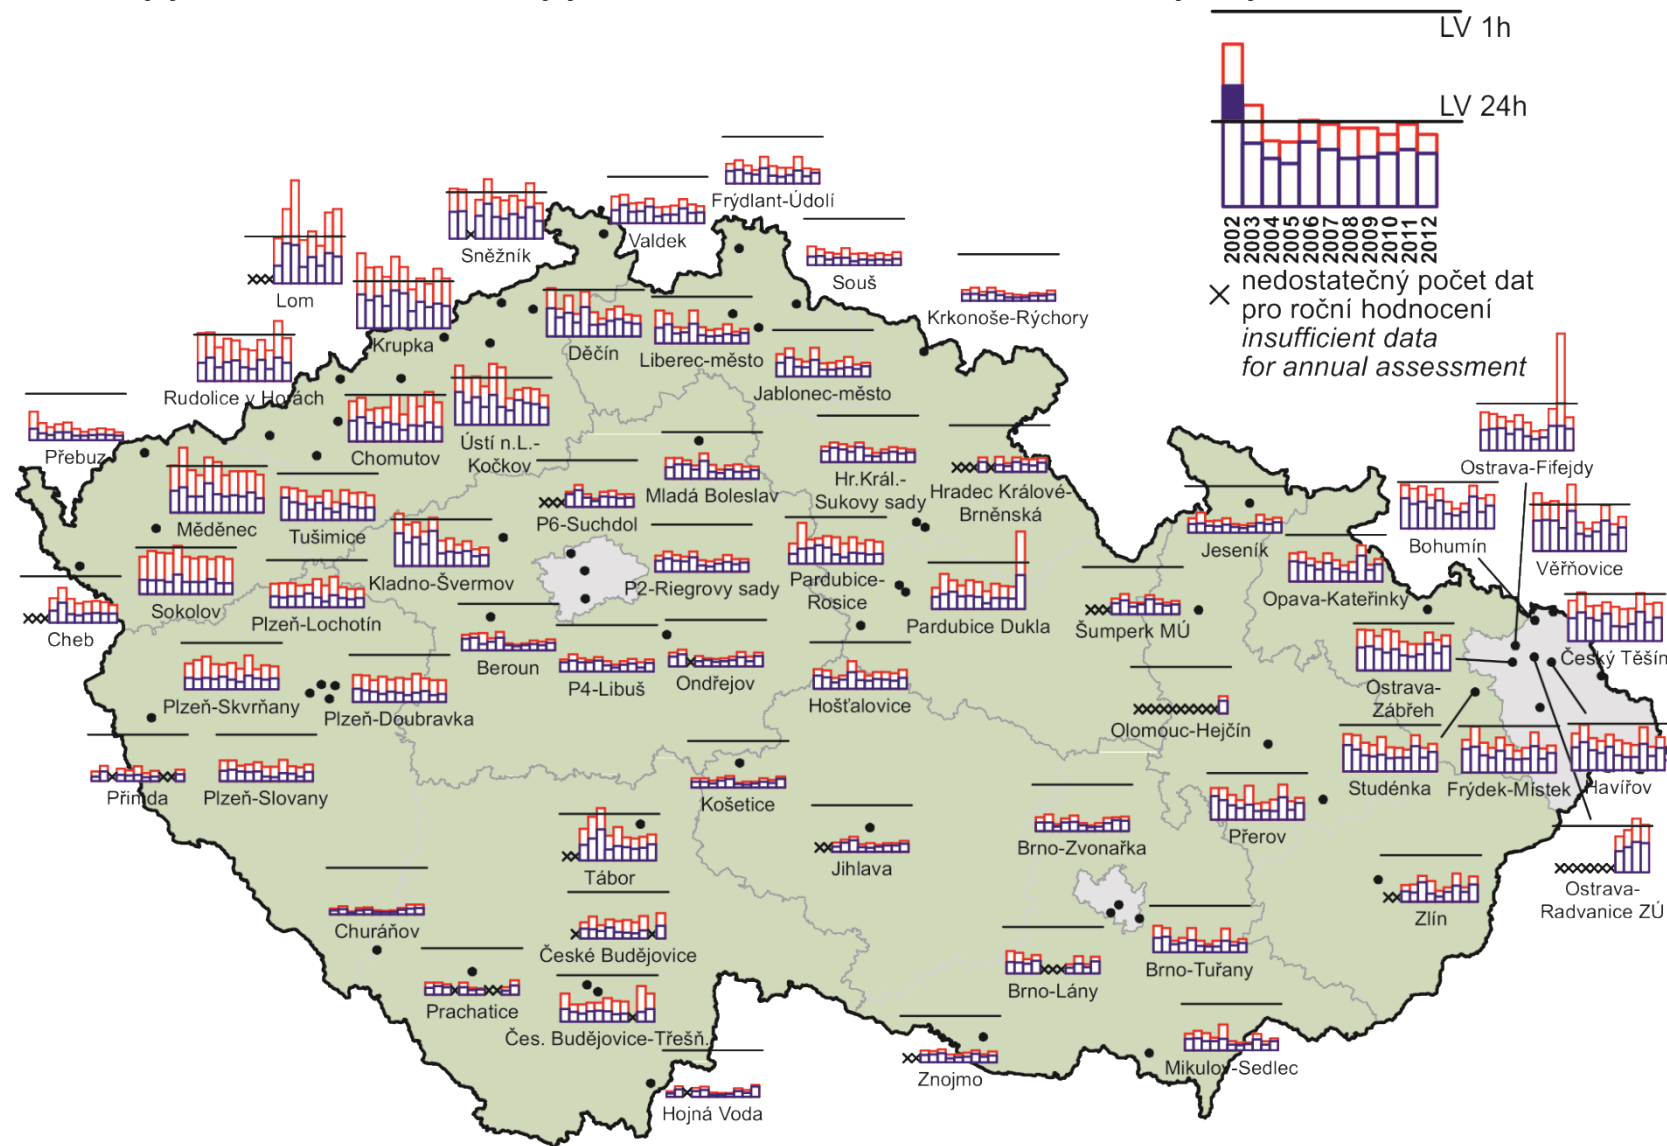 LV 1h
LV 24h
2002
2003
2004
2005
2006
2007
2008
2009
2010
2011
2012
nedostatečný počet dat
pro roční hodnocení
insufficient data
for annual assessment
Frýdlant-Údolí
Valdek
Sněžník
Souš
Lom
Krkonoše-Rýchory
Krupka
Děčín
Liberec-město
Jablonec-město
Rudolice v Horách
Přebuz
Chomutov
Ústí n.L.-
Kočkov
Ostrava-Fifejdy
Hr.Král.-
Sukovy sady
Hradec Králové-
Brněnská
Mladá Boleslav
Měděnec
Tušimice
P6-Suchdol
Jeseník
Bohumín
Věřňovice
Kladno-Švermov
P2-Riegrovy sady
Pardubice-
Rosice
Opava-Kateřinky
Sokolov
Plzeň-Lochotín
Pardubice Dukla
Šumperk MÚ
Cheb
Beroun
P4-Libuš
Ondřejov
Český Těšín
Plzeň-Skvrňany
Plzeň-Doubravka
Hošťalovice
Ostrava-
Zábřeh
Olomouc-Hejčín
Přimda
Plzeň-Slovany
Košetice
Studénka
Frýdek-Místek
Havířov
Přerov
Brno-Zvonařka
Jihlava
Tábor
Zlín
Ostrava-
Radvanice ZÚ
Churáňov
České Budějovice
Brno-Tuřany
Brno-Lány
Prachatice
Čes. Budějovice-Třešň.
Znojmo
Mikulov-Sedlec
Hojná Voda